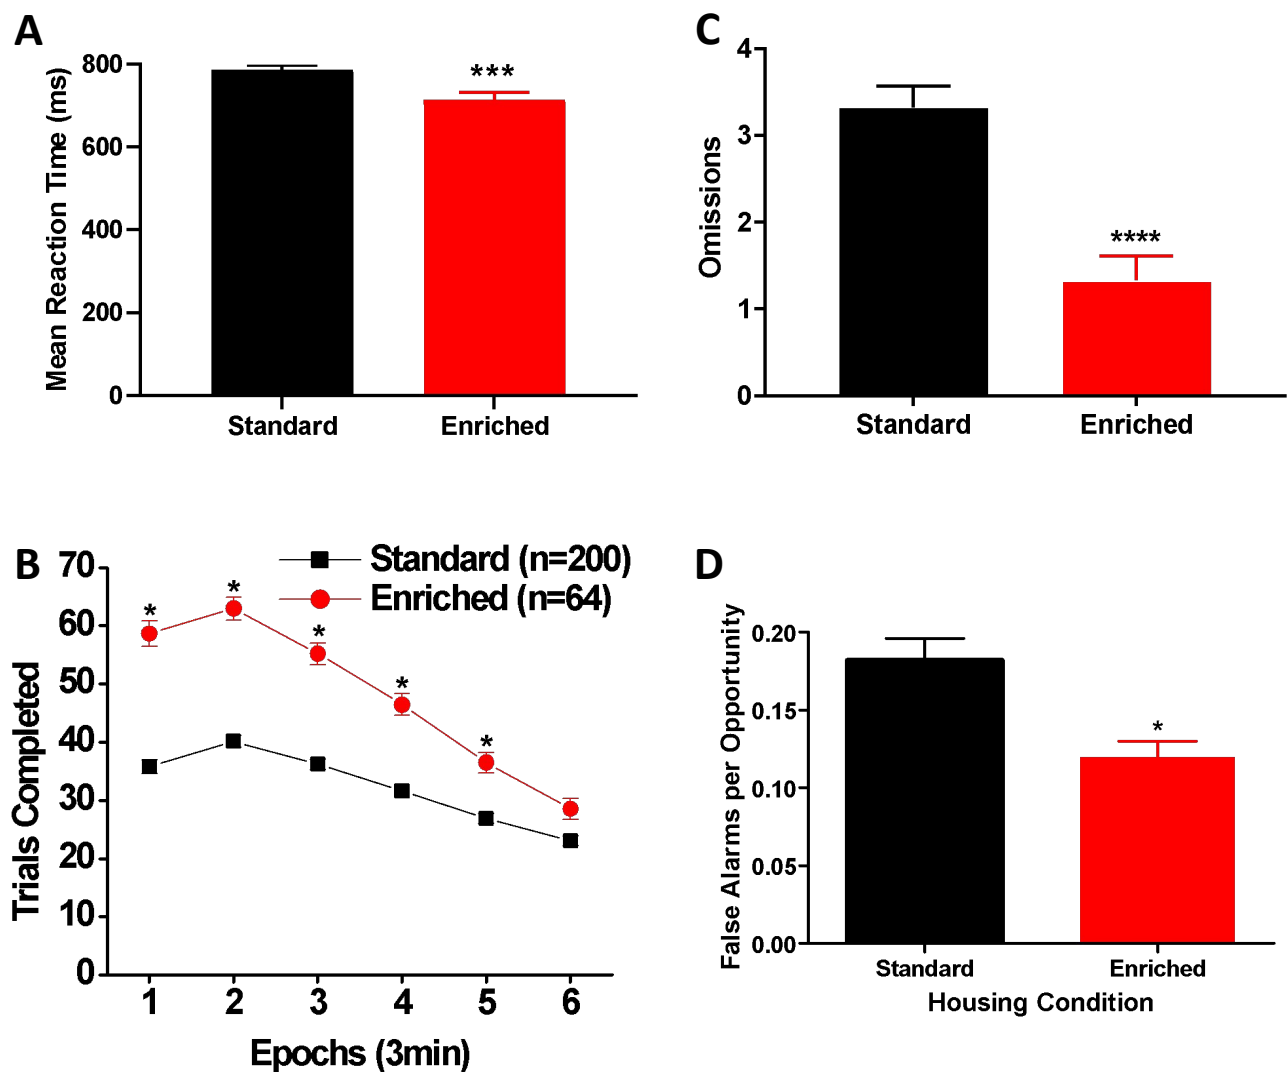 A
Mean Reaction Time (ms)
800
600
400
200
0
***
Standard
Enriched
C
Omissions
4
3
2
1
0
****
Standard
Enriched
B
Trials Completed
70
60
50
40
30
20
10
0
Standard (n=200)
Enriched (n=64)
*
*
*
*
*
1 2 3 4 5 6
Epochs (3min)
D
False Alarms per Opportunity
0.20
0.15
0.10
0.05
0.00
*
Standard
Enriched
Housing Condition